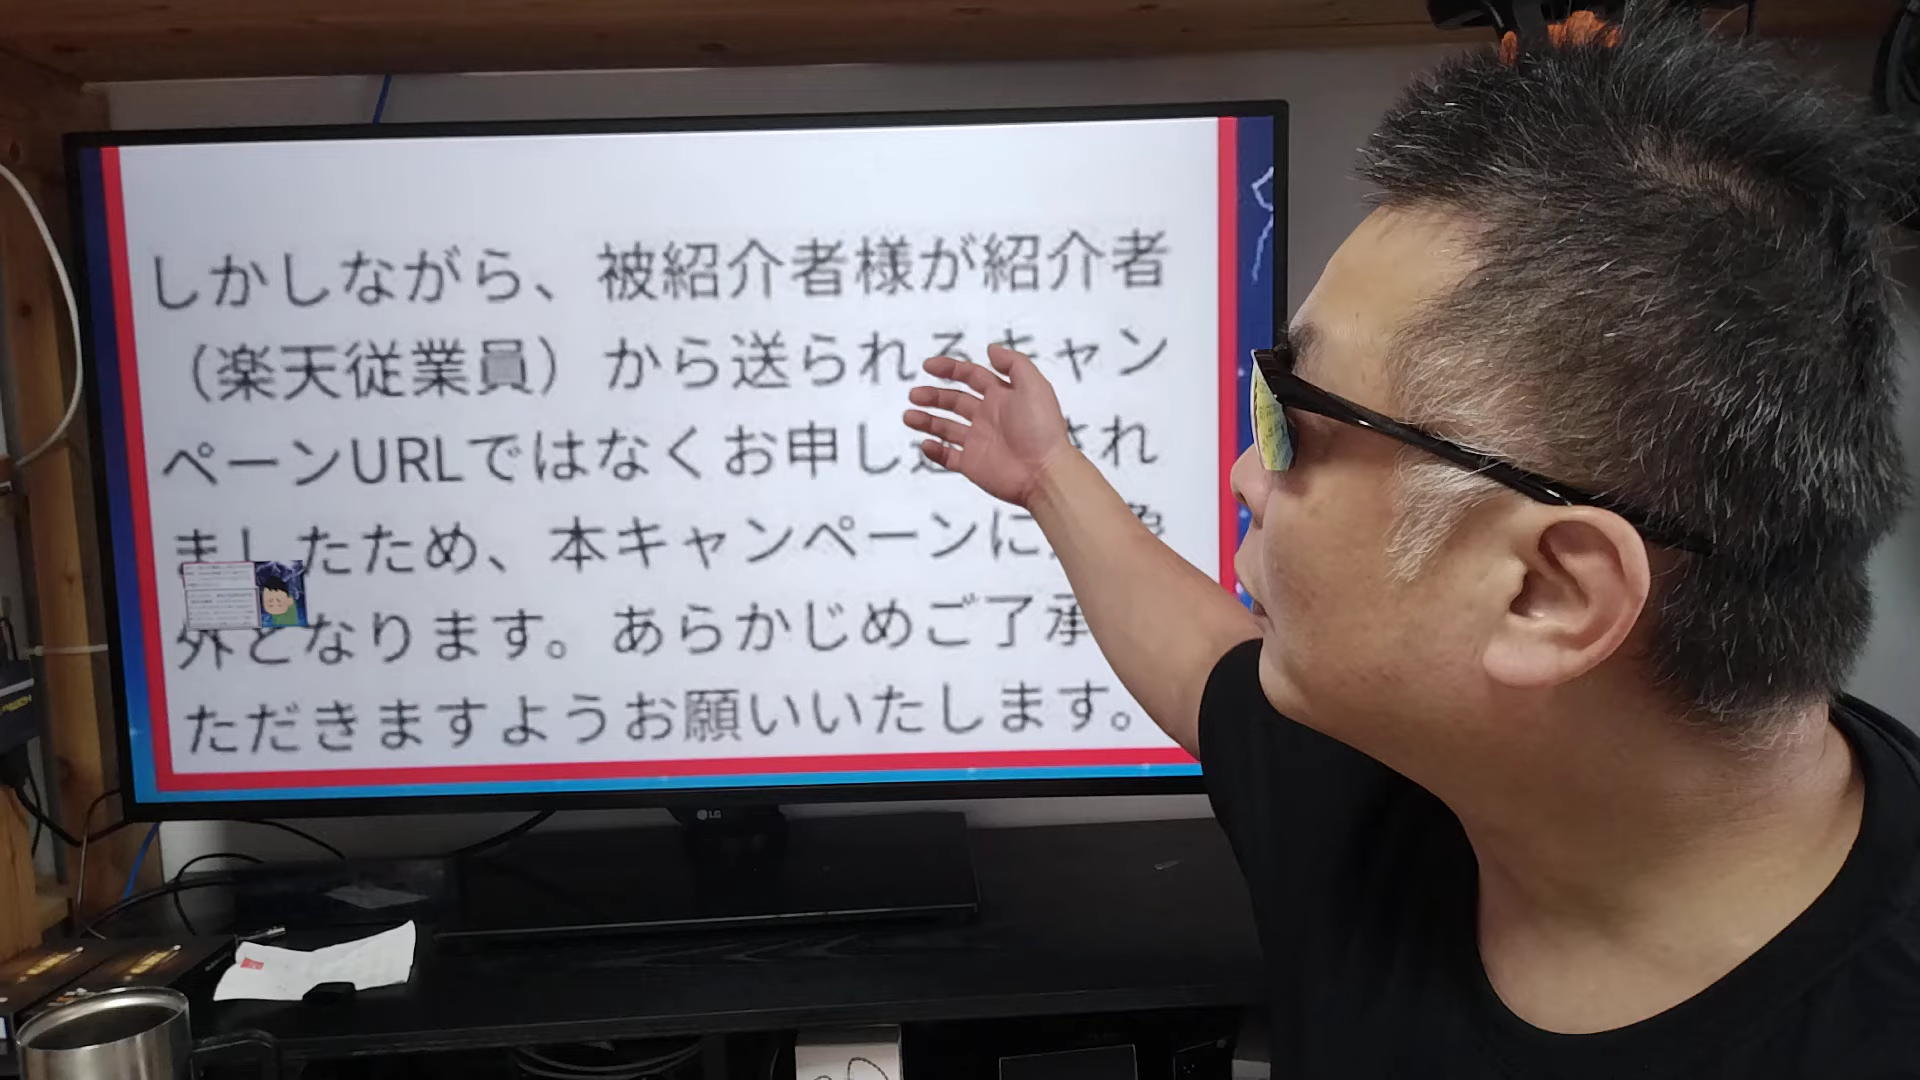 しかしながら、被紹介者様が紹介者
（楽天従業員）から送られるキャン
ペーンURLではなくお申し込みされ
ましたため、本キャンペーンに
外となります。あらかじめご了承
ただきますようお願いいたします。
LG